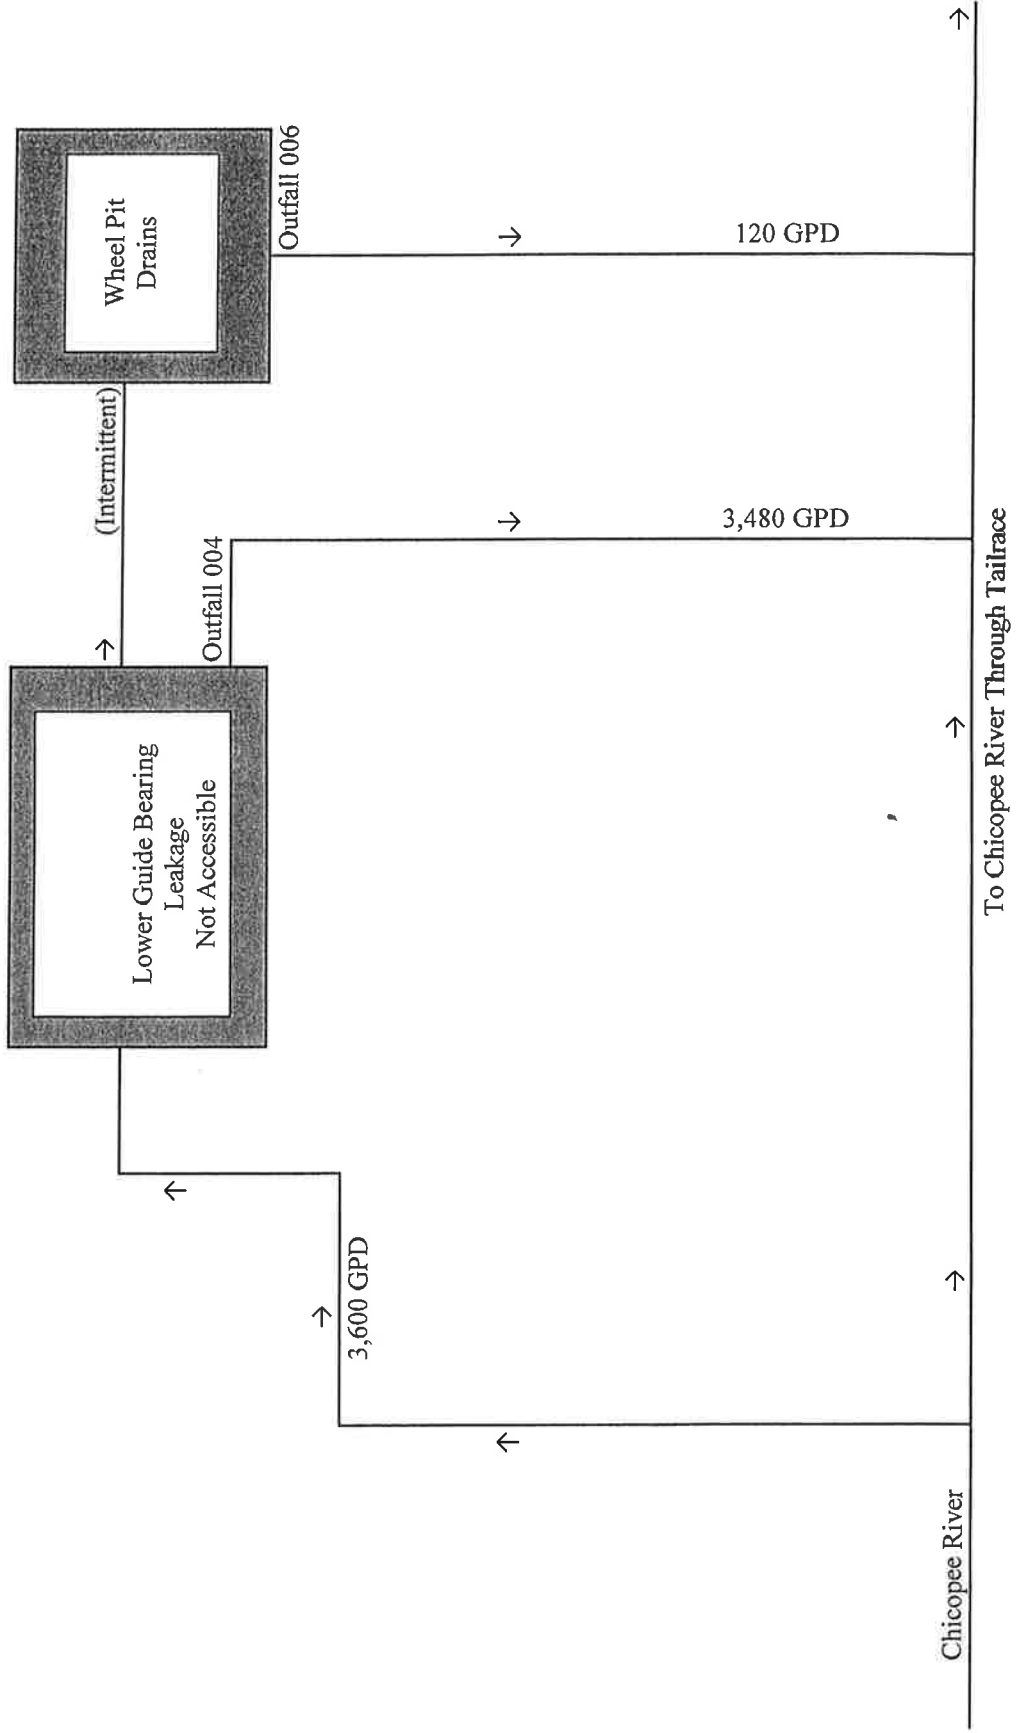 Wheel Pit
Drains
Outfall 006
120 GPD
(Intermittent)
Outfall 004
3,480 GPD
Lower Guide Bearing
Leakage
Not Accessible
3,600 GPD
Chicopee River
To Chicopee River Through Tailrace